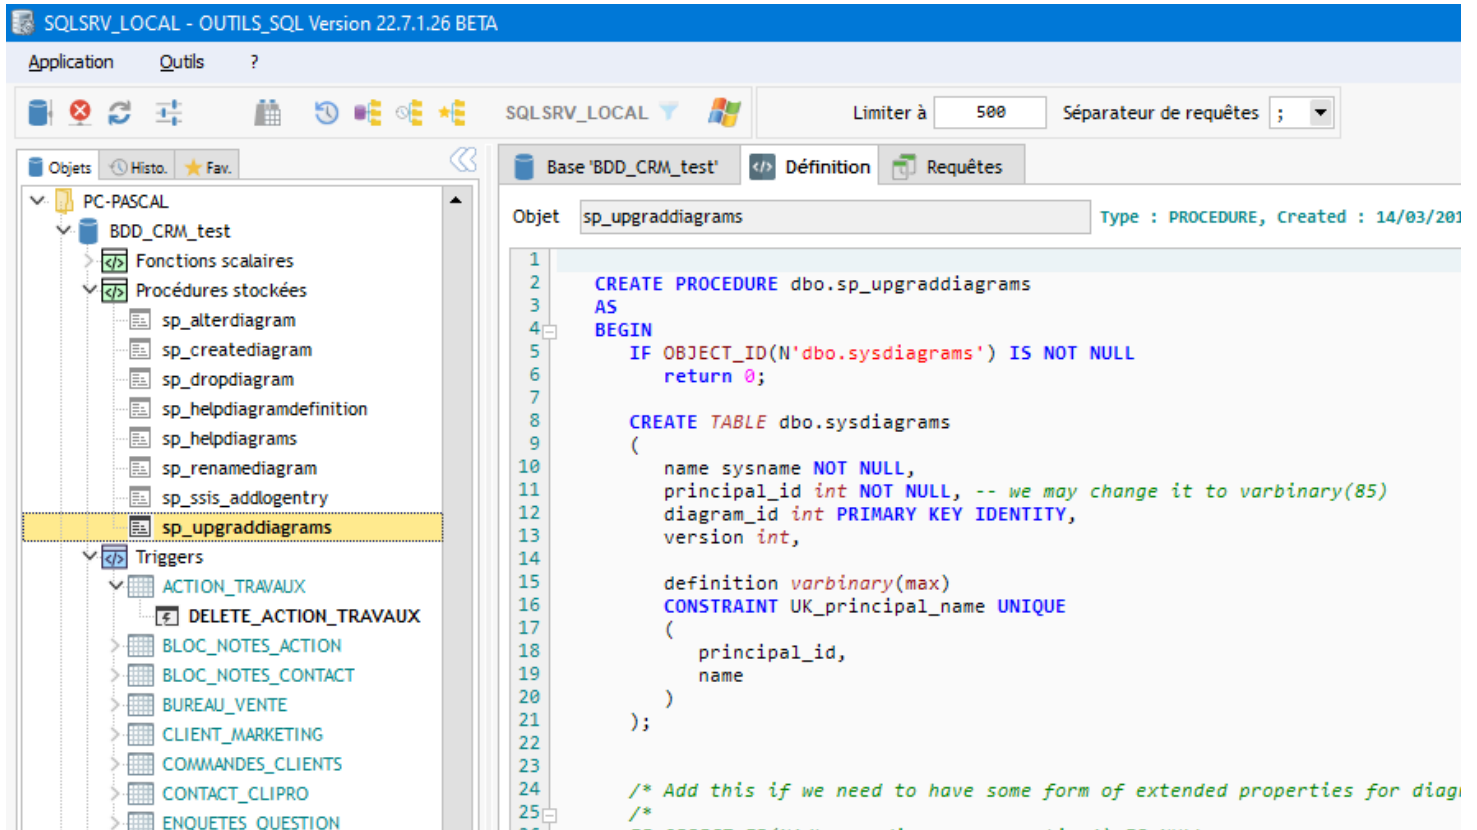 SQLSRV_LOCAL - OUTILS_SQL Version 22.7.1.26 BETA
Application Outils ?
SQLSRV_LOCAL Limiter à 500 Séparateur de requêtes ;
Objets Histo. Fav.
PC-PASCAL
BDD_CRM_test
Fonctions scalaires
Procédures stockées
sp_alterdiagram
sp_creatediagram
sp_dropdiagram
sp_helpdiagramdefinition
sp_helpdiagrams
sp_renamediagram
sp_ssis_addlogentry
sp_upgraddiagrams
Triggers
ACTION_TRAVAUX
DELETE_ACTION_TRAVAUX
BLOC_NOTES_ACTION
BLOC_NOTES_CONTACT
BUREAU_VENTE
CLIENT_MARKETING
COMMANDES_CLIENTS
CONTACT_CLIPRO
ENQUETES_QUESTION
Base 'BDD_CRM_test' Définition Requêtes
Objet sp_upgraddiagrams Type : PROCEDURE, Created : 14/03/201
1
2 CREATE PROCEDURE dbo.sp_upgraddiagrams
3 AS
4 BEGIN
5 IF OBJECT_ID(N'dbo.sysdiagrams') IS NOT NULL
6 return 0;
7
8 CREATE TABLE dbo.sysdiagrams
9 (
10 name sysname NOT NULL,
11 principal_id int NOT NULL, -- we may change it to varbinary(85)
12 diagram_id int PRIMARY KEY IDENTITY,
13 version int,
14
15 definition varbinary(max)
16 CONSTRAINT UK_principal_name UNIQUE
17 (
18 principal_id,
19 name
20 )
21 );
22
23
24 /* Add this if we need to have some form of extended properties for diag
25 /*